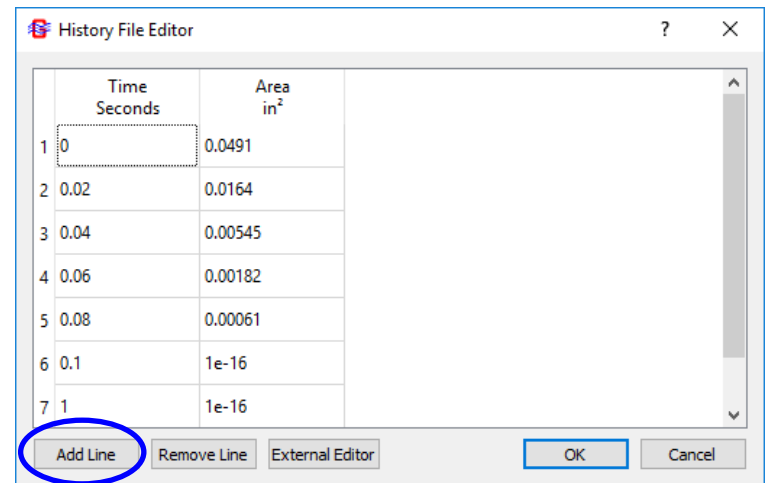 History File Editor
?
Time Area
Seconds in²
1 0 0.0491
2 0.02 0.0164
3 0.04 0.00545
4 0.06 0.00182
5 0.08 0.00061
6 0.1 1e-16
7 1 1e-16
Add Line Remove Line External Editor OK Cancel